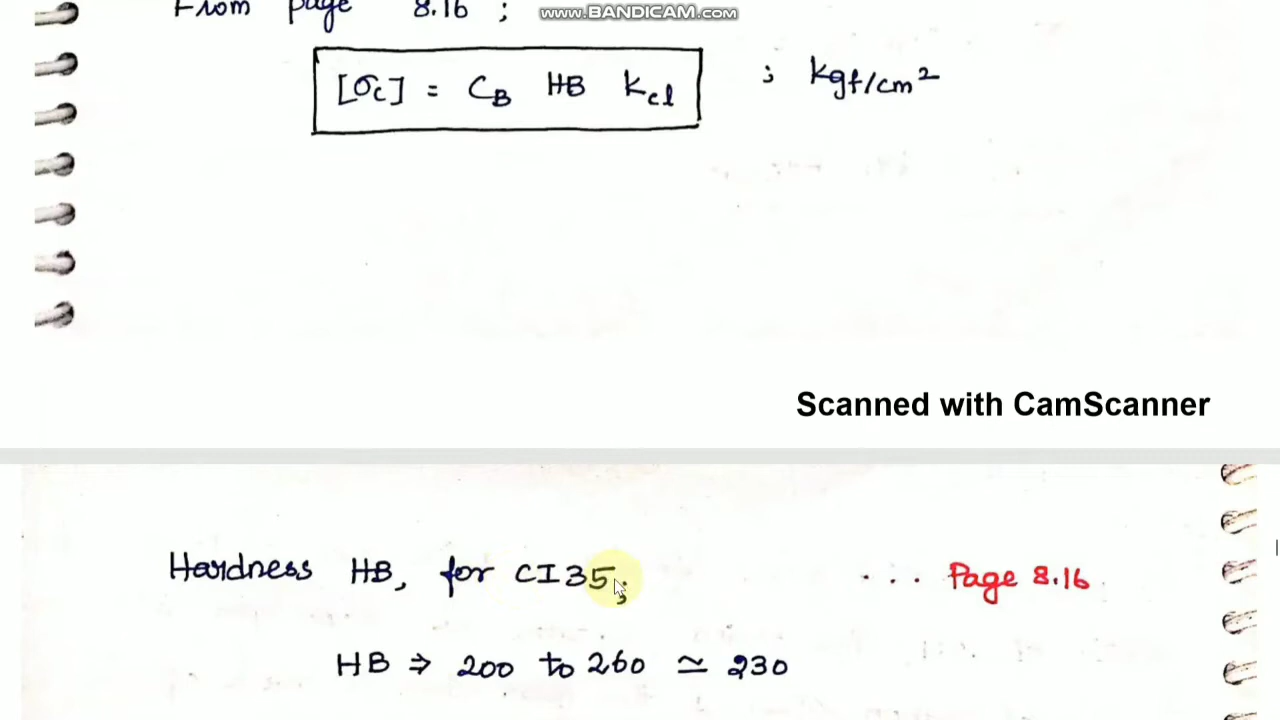 From page 8.16 ;
www.BANDICAM.com
[σc] = CB HB kcl ; kgf/cm²
Scanned with CamScanner
Hardness HB, for CI35; ... Page 8.16
HB ⇒ 200 to 260 ≃ 230